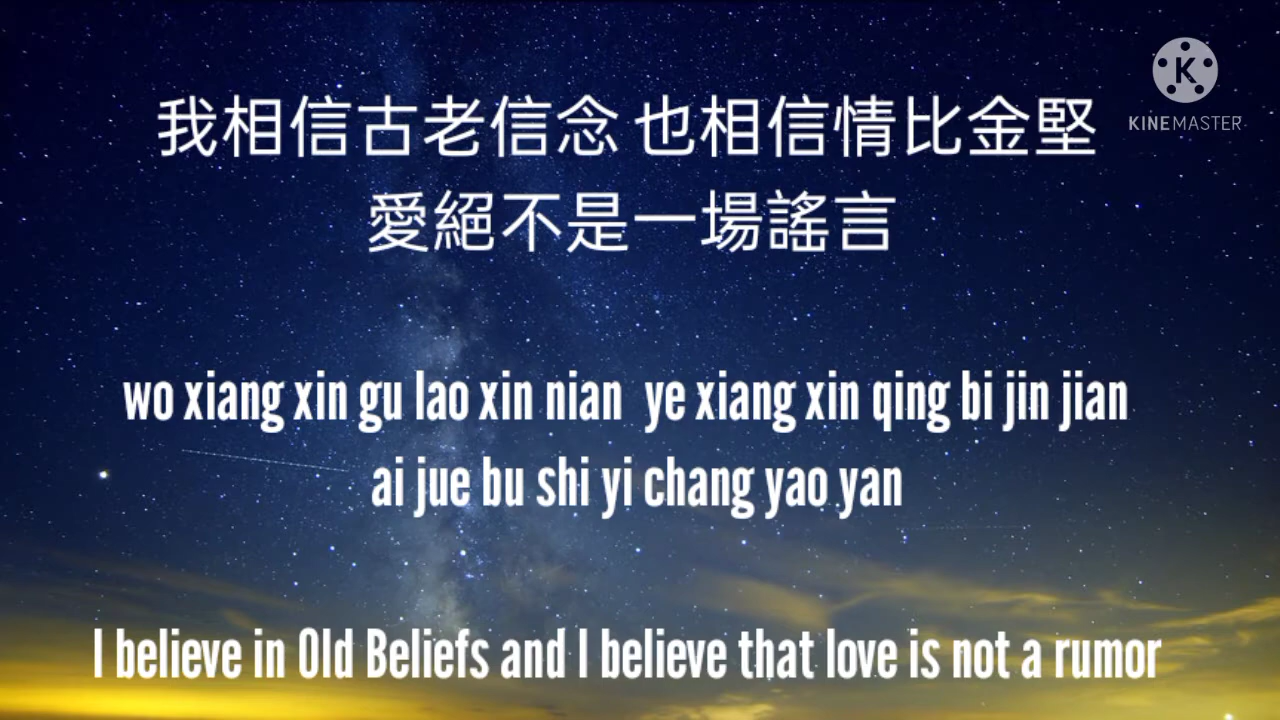 K
KINEMASTER
我相信古老信念 也相信情比金堅
愛絕不是一場謠言
wo xiang xin gu lao xin nian  ye xiang xin qing bi jin jian
ai jue bu shi yi chang yao yan
I believe in Old Beliefs and I believe that love is not a rumor